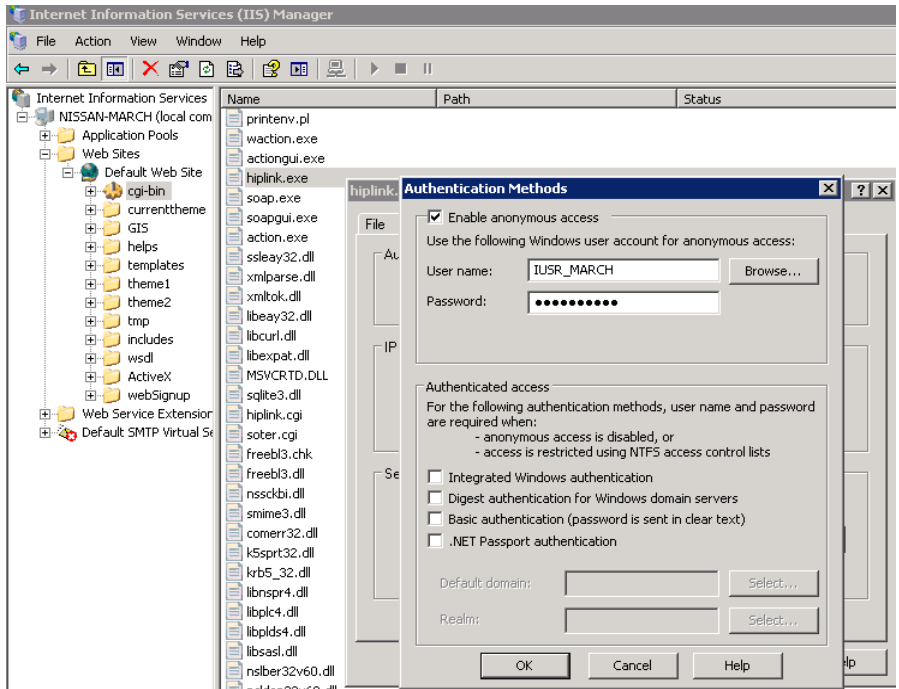 Internet Information Services (IIS) Manager
File Action View Window Help
Internet Information Services
NISSAN-MARCH (local com
Application Pools
Web Sites
Default Web Site
cgi-bin
currenttheme
GIS
helps
templates
theme1
theme2
tmp
includes
wsdl
ActiveX
webSignup
Web Service Extension
Default SMTP Virtual Se
Name Path Status
printenv.pl
waction.exe
actiongui.exe
hiplink.exe
soap.exe
soapgui.exe
action.exe
ssleay32.dll
xmlparse.dll
xmltok.dll
libeay32.dll
libcurl.dll
libexpat.dll
MSVCRTD.DLL
sqlite3.dll
hiplink.cgi
soter.cgi
freebl3.chk
freebl3.dll
nssckbi.dll
smime3.dll
comerr32.dll
k5sprt32.dll
krb5_32.dll
libnspr4.dll
libplc4.dll
libplds4.dll
libsasl.dll
nslber32v60.dll
hiplink.
File
Au
IP
Se
lp
Authentication Methods
Enable anonymous access
Use the following Windows user account for anonymous access:
User name: IUSR_MARCH Browse...
Password: ●●●●●●●●●●
Authenticated access
For the following authentication methods, user name and password
are required when:
- anonymous access is disabled, or
- access is restricted using NTFS access control lists
Integrated Windows authentication
Digest authentication for Windows domain servers
Basic authentication (password is sent in clear text)
.NET Passport authentication
Default domain: Select...
Realm: Select...
OK Cancel Help